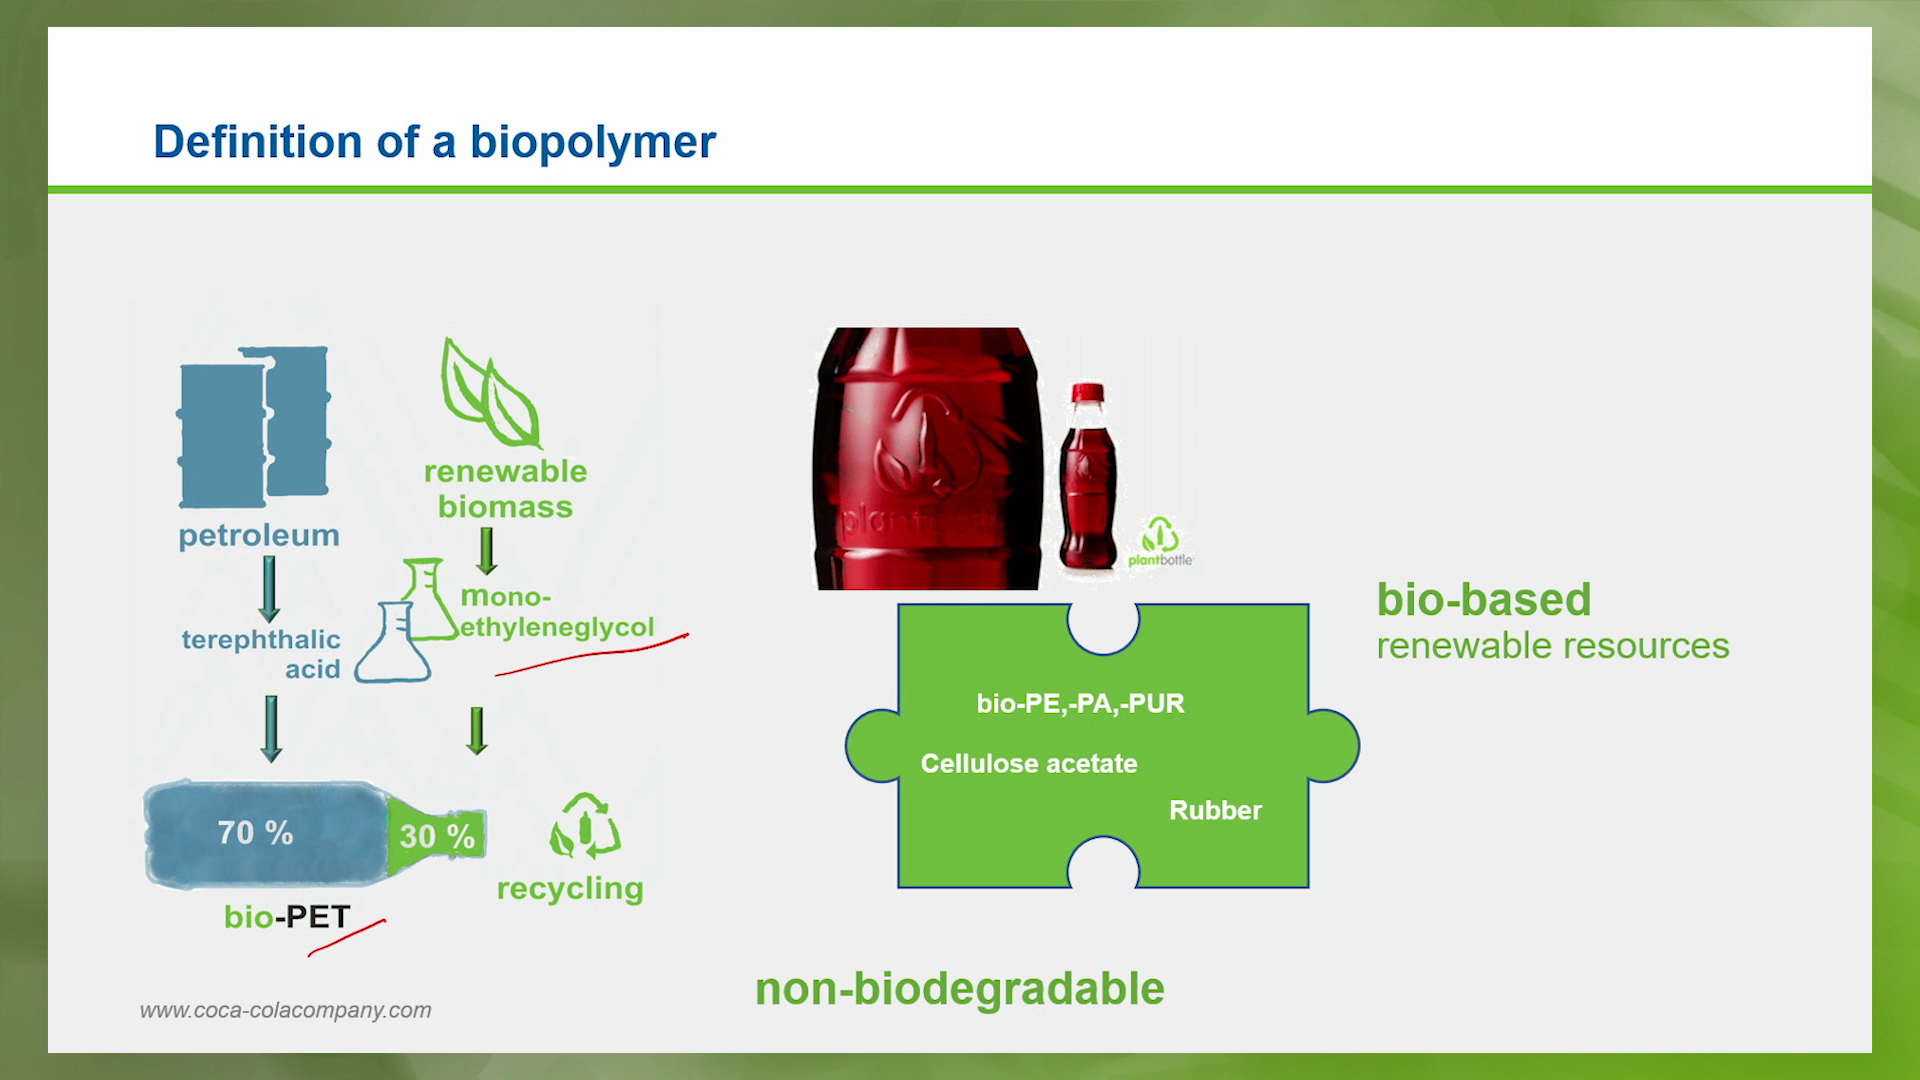 Definition of a biopolymer
petroleum
renewable
biomass
terephthalic
acid
mono-
ethyleneglycol
70 %
30 %
bio-PET
recycling
www.coca-colacompany.com
plantbottle
bio-PE,-PA,-PUR
Cellulose acetate
Rubber
bio-based
renewable resources
non-biodegradable